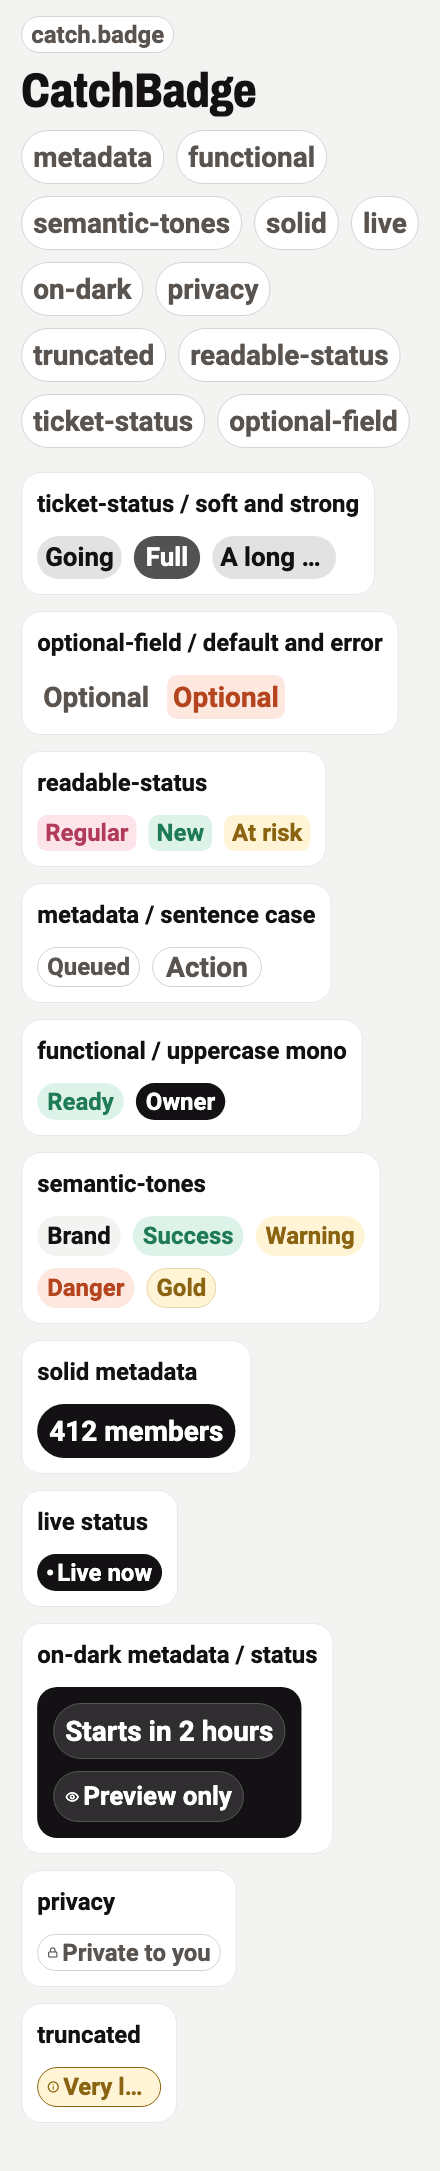 catch.badge
CatchBadge
metadata functional
semantic-tones solid live
on-dark privacy
truncated readable-status
ticket-status optional-field
ticket-status / soft and strong
Going Full A long ...
optional-field / default and error
Optional Optional
readable-status
Regular New At risk
metadata / sentence case
Queued Action
functional / uppercase mono
Ready Owner
semantic-tones
Brand Success Warning
Danger Gold
solid metadata
412 members
live status
Live now
on-dark metadata / status
Starts in 2 hours
Preview only
privacy
Private to you
truncated
Very l...